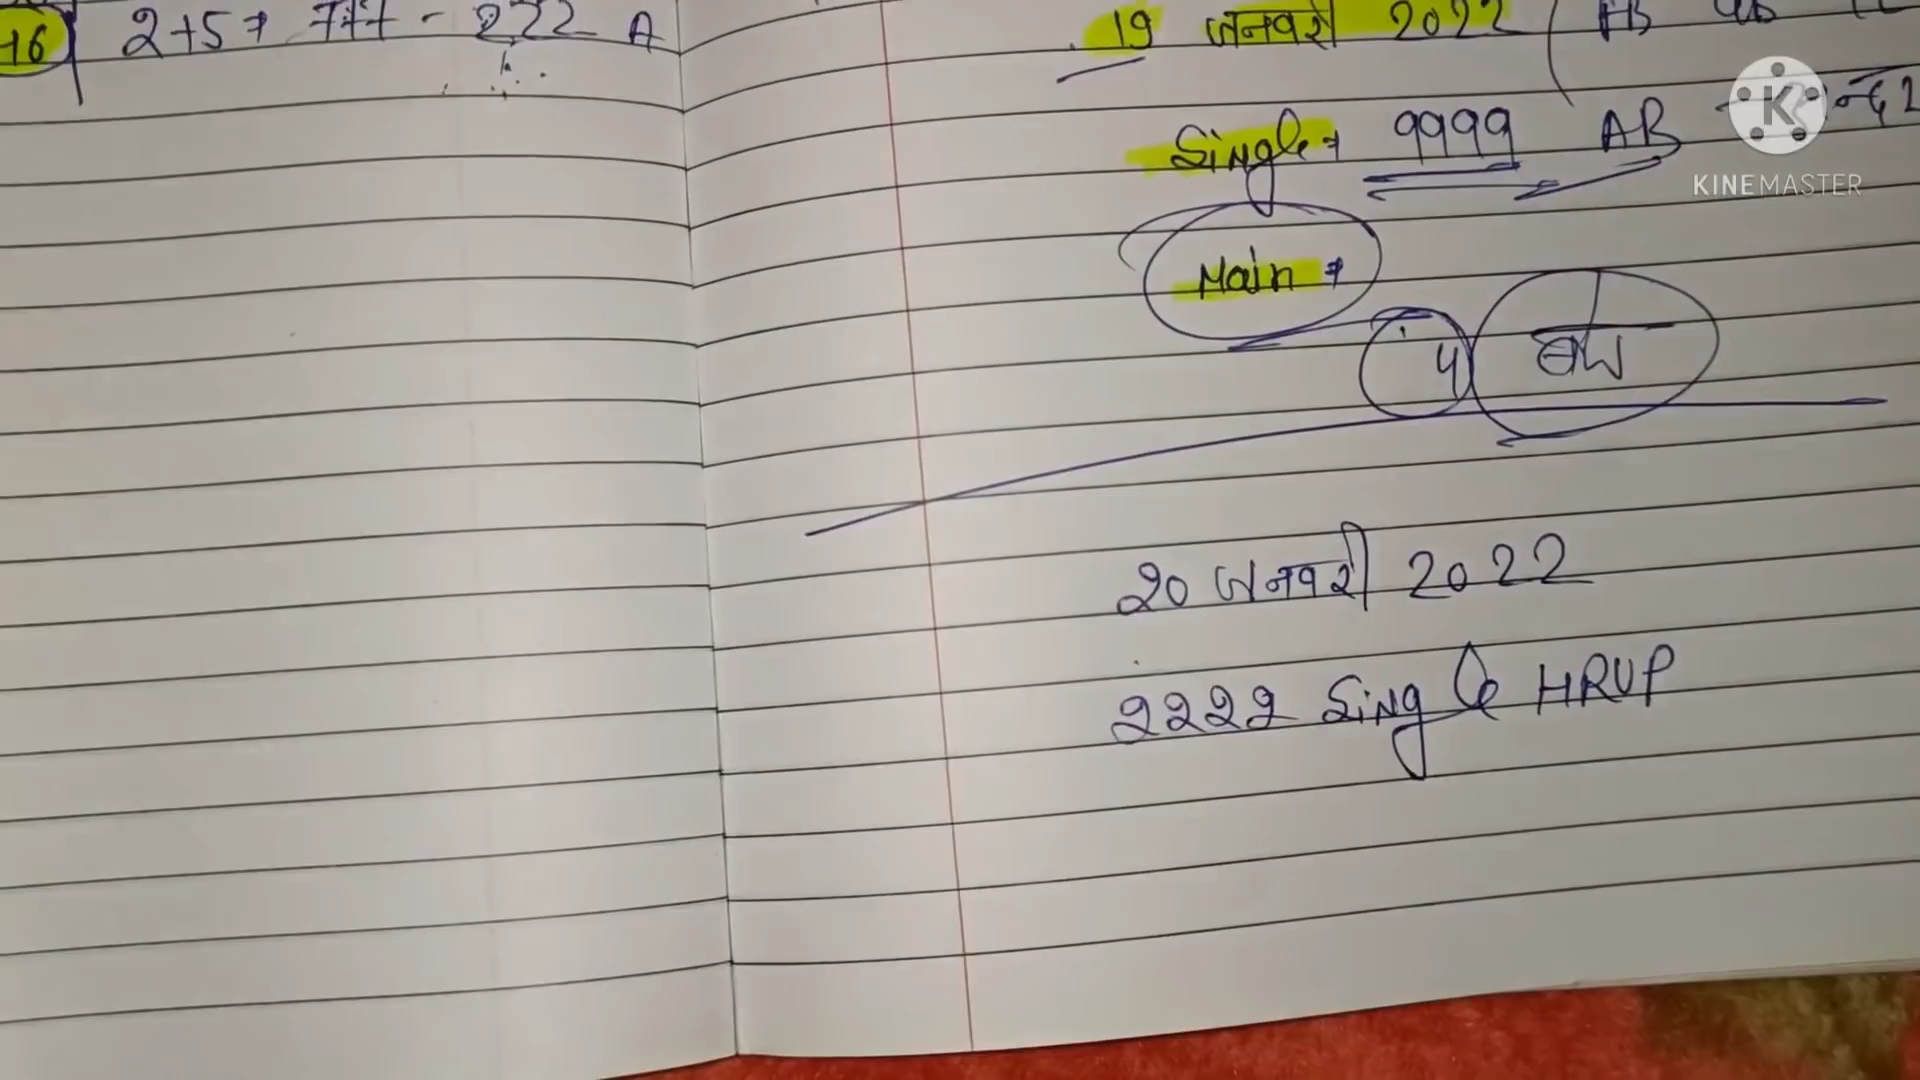 16 2+5 → 777 - 222 A
19 जनवरी 2022
Single → 9999 AB
Main →
KINEMASTER
20 जनवरी 2022
2222 Single HRUP